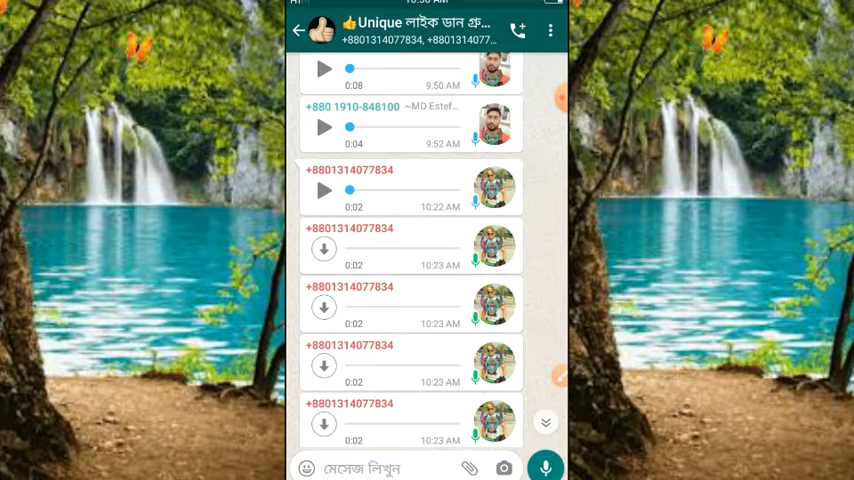 👍Unique লাইক ডান গ্রু...
+8801314077834, +8801314077...
0:08 9:50 AM
+880 1910-848100 ~MD Estef...
0:04 9:52 AM
+8801314077834
0:02 10:22 AM
+8801314077834
0:02 10:23 AM
+8801314077834
0:02 10:23 AM
+8801314077834
0:02 10:23 AM
+8801314077834
0:02 10:23 AM
মেসেজ লিখুন